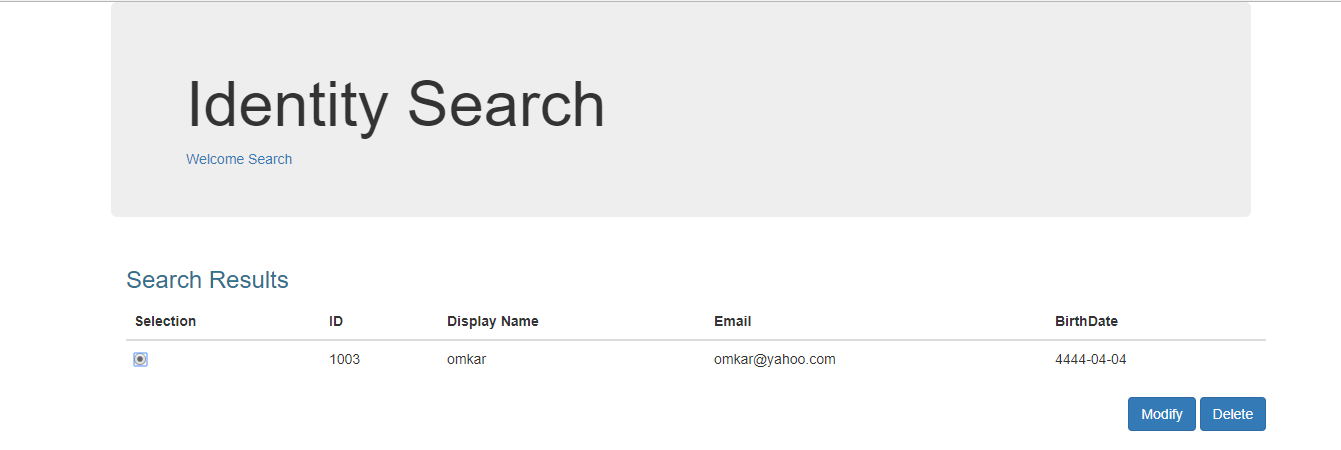 Identity Search
Welcome Search
Search Results
Selection ID Display Name Email BirthDate
1003 omkar omkar@yahoo.com 4444-04-04
Modify Delete